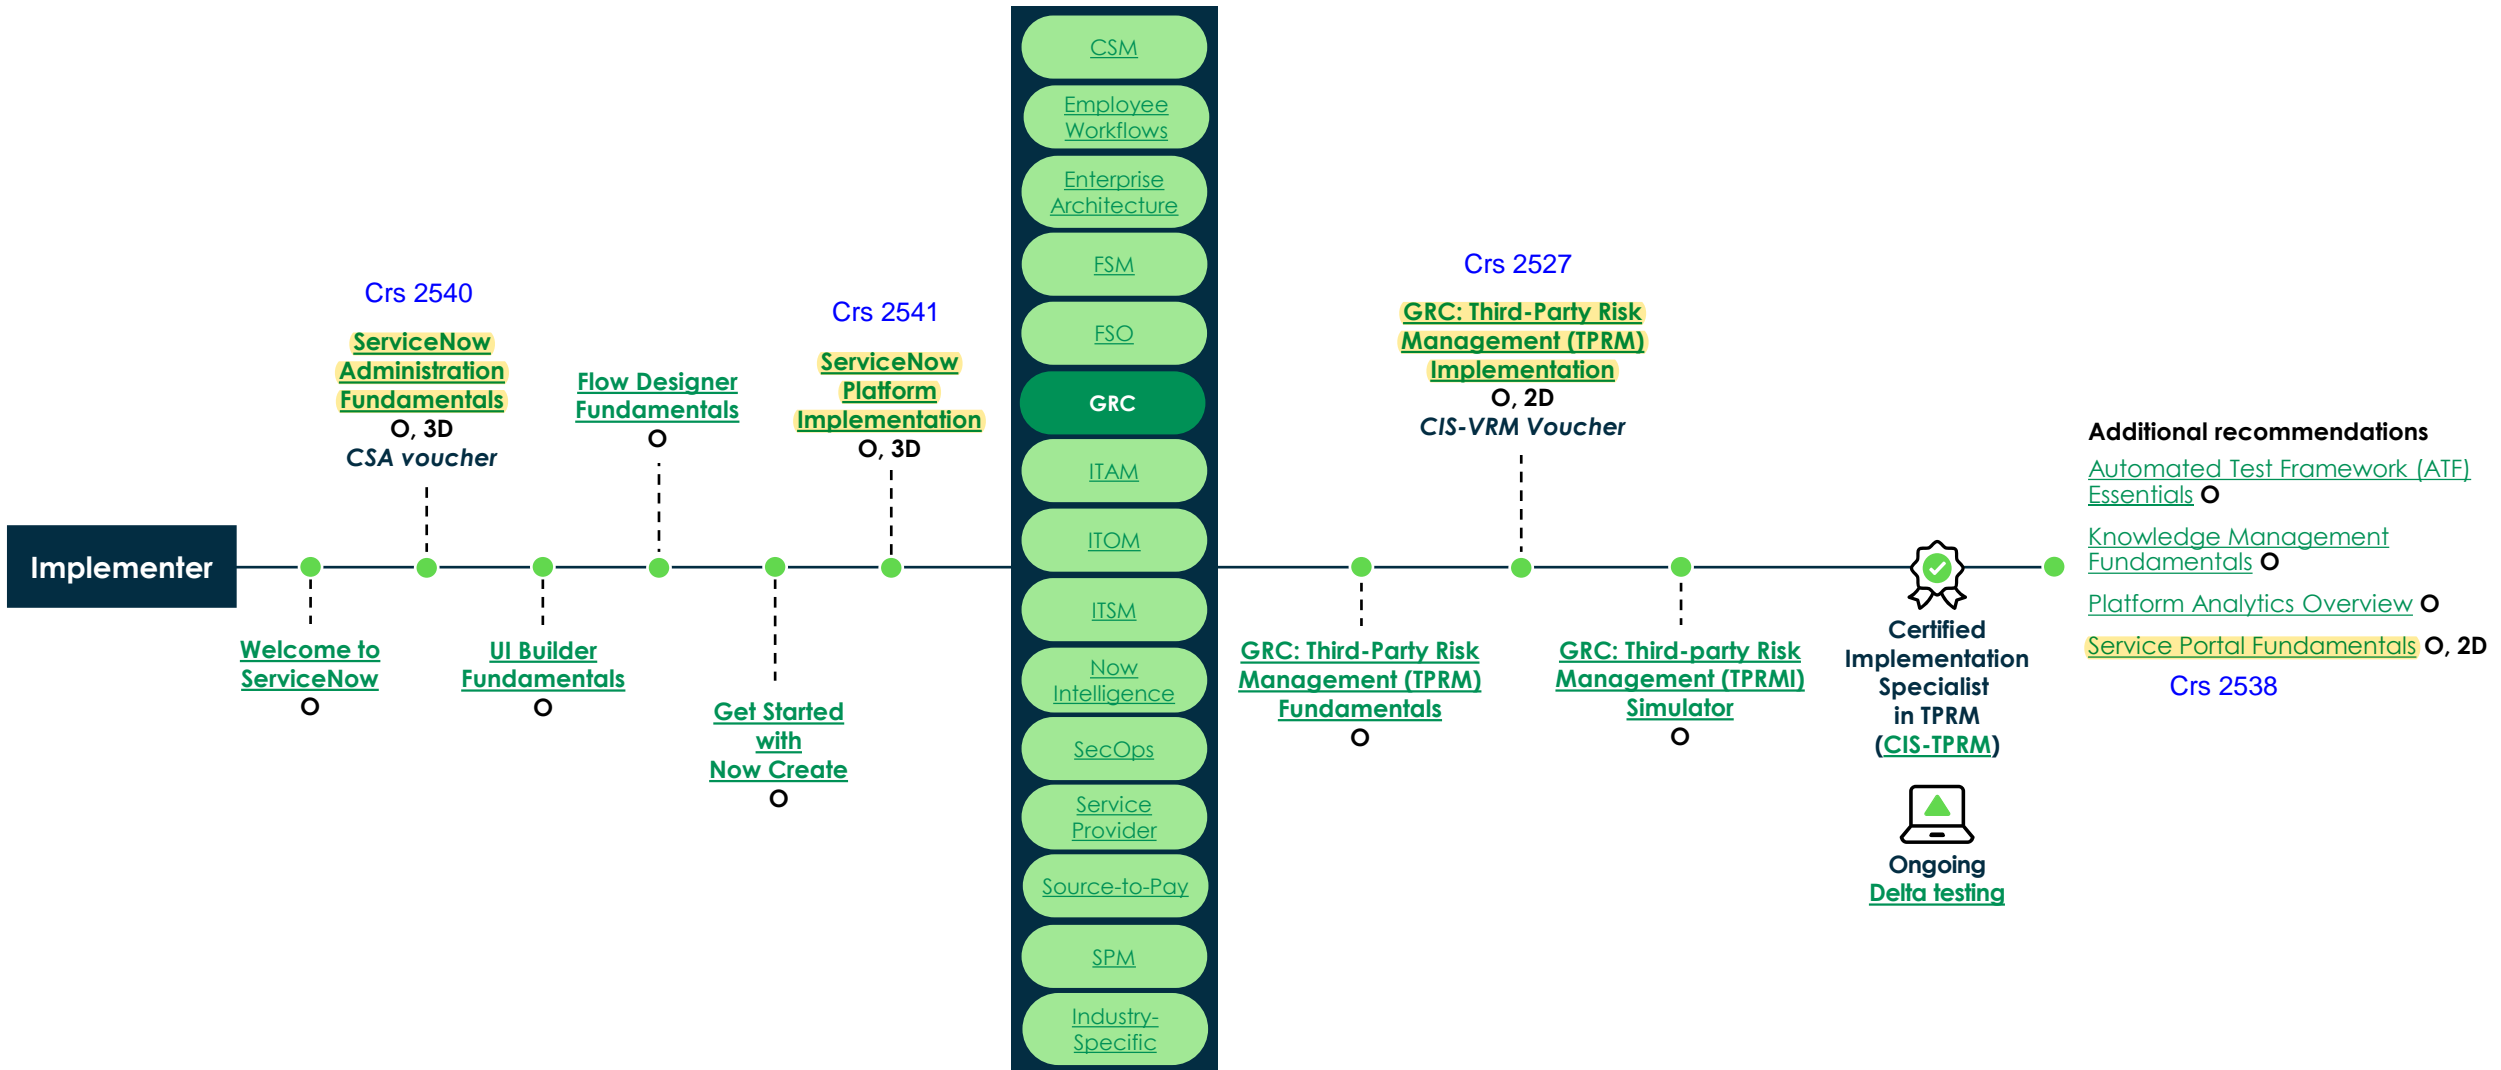 Implementer
Welcome to
ServiceNow
O
Crs 2540
ServiceNow
Administration
Fundamentals
O, 3D
CSA voucher
UI Builder
Fundamentals
O
Flow Designer
Fundamentals
O
Get Started
with
Now Create
O
Crs 2541
ServiceNow
Platform
Implementation
O, 3D
CSM
Employee
Workflows
Enterprise
Architecture
FSM
FSO
GRC
ITAM
ITOM
ITSM
Now
Intelligence
SecOps
Service
Provider
Source-to-Pay
SPM
Industry-
Specific
GRC: Third-Party Risk
Management (TPRM)
Fundamentals
O
Crs 2527
GRC: Third-Party Risk
Management (TPRM)
Implementation
O, 2D
CIS-VRM Voucher
GRC: Third-party Risk
Management (TPRMI)
Simulator
O
Certified
Implementation
Specialist
in TPRM
(CIS-TPRM)
Ongoing
Delta testing
Additional recommendations
Automated Test Framework (ATF)
Essentials O
Knowledge Management
Fundamentals O
Platform Analytics Overview O
Service Portal Fundamentals O, 2D
Crs 2538